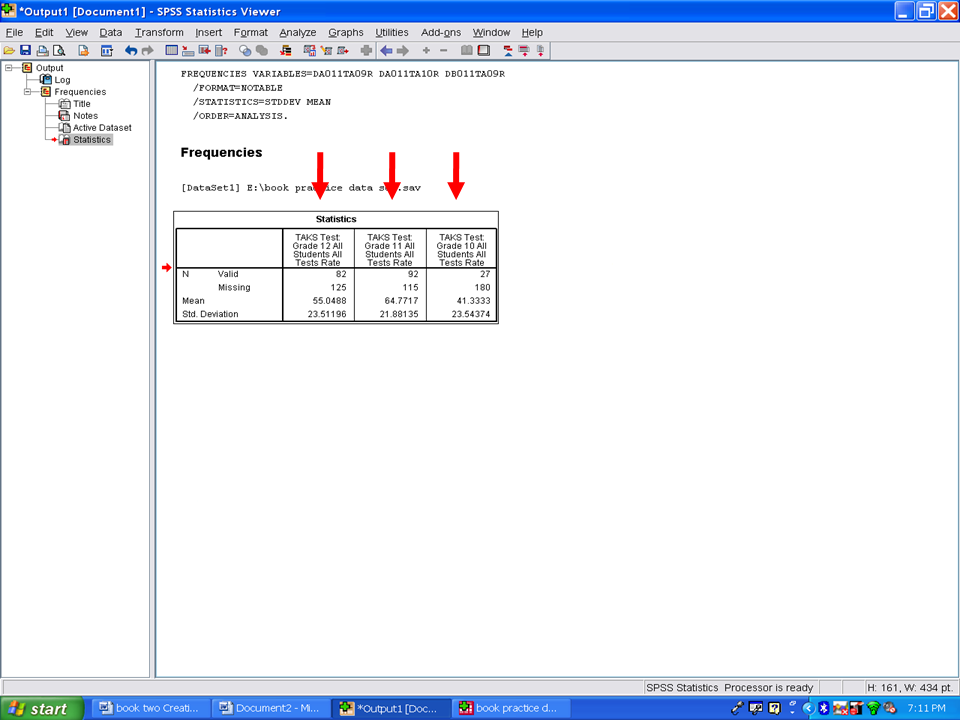 *Output1 [Document1] - SPSS Statistics Viewer
File Edit View Data Transform Insert Format Analyze Graphs Utilities Add-ons Window Help
Output
Log
Frequencies
Title
Notes
Active Dataset
Statistics
FREQUENCIES VARIABLES=DA011TA09R DA011TA10R DB011TA09R
/FORMAT=NOTABLE
/STATISTICS=STDDEV MEAN
/ORDER=ANALYSIS.
Frequencies
[DataSet1] E:\book practice data set.sav
Statistics
TAKS Test: Grade 12 All Students All Tests Rate
TAKS Test: Grade 11 All Students All Tests Rate
TAKS Test: Grade 10 All Students All Tests Rate
N Valid 82 92 27
Missing 125 115 180
Mean 55.0488 64.7717 41.3333
Std. Deviation 23.51196 21.88135 23.54374
SPSS Statistics Processor is ready H: 161, W: 434 pt.
start book two Creati... Document2 - Mi... *Output1 [Doc... book practice d... 7:11 PM